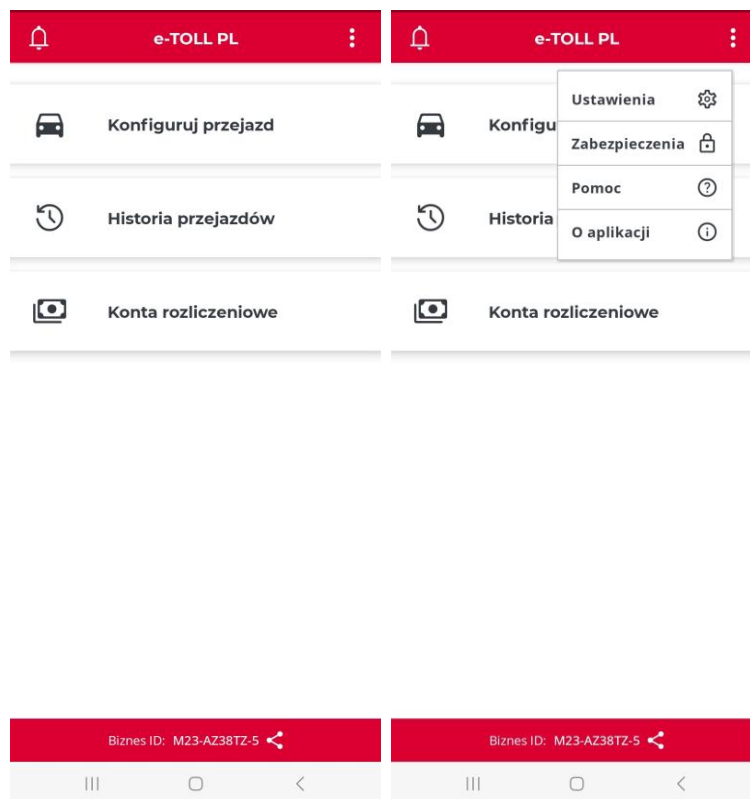 e-TOLL PL
Konfiguruj przejazd
Historia przejazdów
Konta rozliczeniowe
Biznes ID: M23-AZ38TZ-5
e-TOLL PL
Ustawienia
Konfigu
Zabezpieczenia
Pomoc
Historia
O aplikacji
Konta rozliczeniowe
Biznes ID: M23-AZ38TZ-5